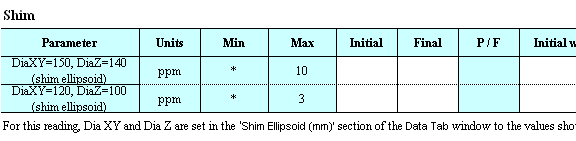 Shim
Parameter Units Min Max Initial Final P / F Initial w
DiaXY=150, DiaZ=140
(shim ellipsoid) ppm * 10
DiaXY=120, DiaZ=100
(shim ellipsoid) ppm * 3
For this reading, Dia XY and Dia Z are set in the 'Shim Ellipsoid (mm)' section of the Data Tab window to the values sho